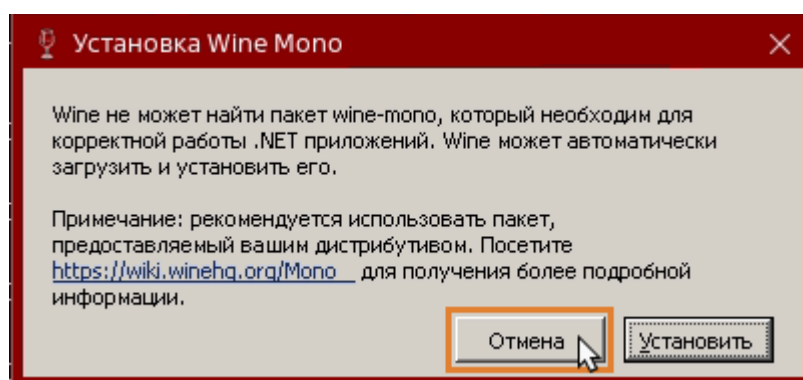 Установка Wine Mono
Wine не может найти пакет wine-mono, который необходим для
корректной работы .NET приложений. Wine может автоматически
загрузить и установить его.
Примечание: рекомендуется использовать пакет,
предоставляемый вашим дистрибутивом. Посетите
https://wiki.winehq.org/Mono для получения более подробной
информации.
Отмена Установить